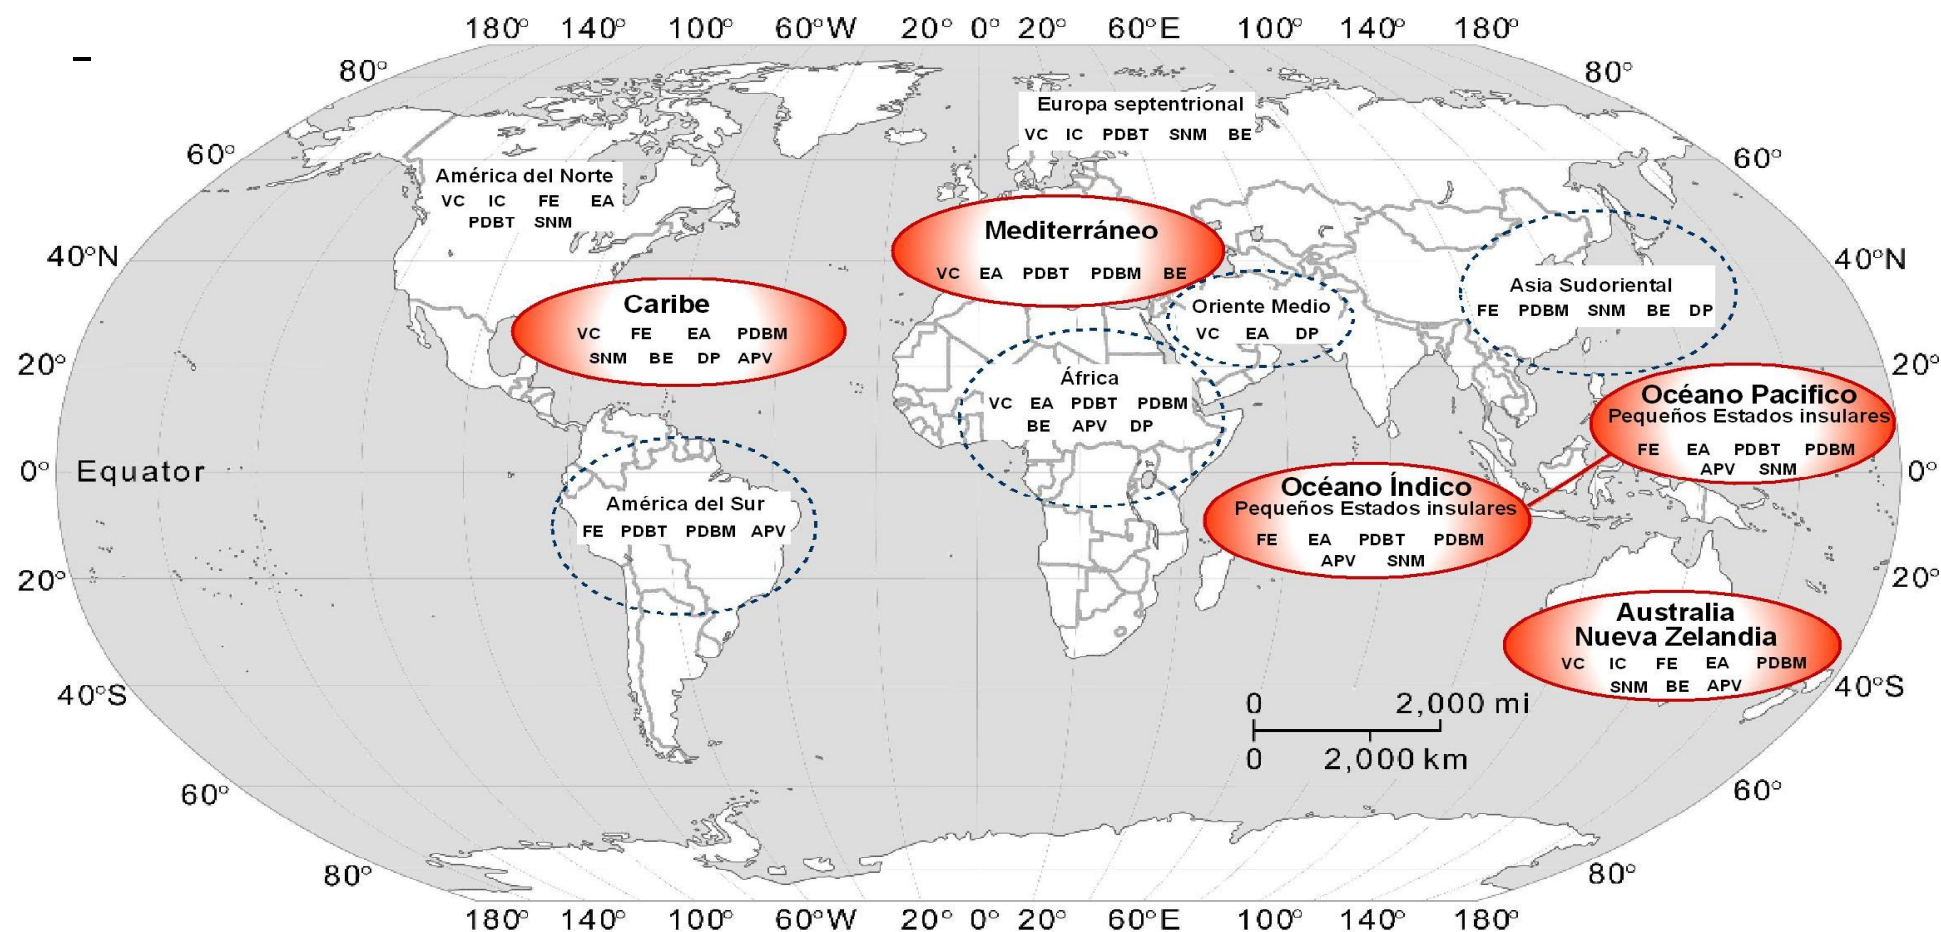 180° 140° 100° 60°W 20° 0° 20° 60°E 100° 140° 180°
80° 80°
Europa septentrional
VC IC PDBT SNM BE
60° 60°
América del Norte
VC IC FE EA
PDBT SNM
Mediterráneo
VC EA PDBT PDBM BE
40°N 40°N
Asia Sudoriental
FE PDBM SNM BE DP
Caribe
VC FE EA PDBM
SNM BE DP APV
Oriente Medio
VC EA DP
20° 20°
África
VC EA PDBT PDBM
BE APV DP
Océano Pacifico
Pequeños Estados insulares
FE EA PDBT PDBM
APV SNM
0° Equator 0°
Océano Índico
Pequeños Estados insulares
FE EA PDBT PDBM
APV SNM
América del Sur
FE PDBT PDBM APV
20° 20°
Australia
Nueva Zelandia
VC IC FE EA PDBM
SNM BE APV
40°S 40°S
0 2,000 mi
0 2,000 km
60° 60°
80° 80°
180° 140° 100° 60°W 20° 0° 20° 60°E 100° 140° 180°